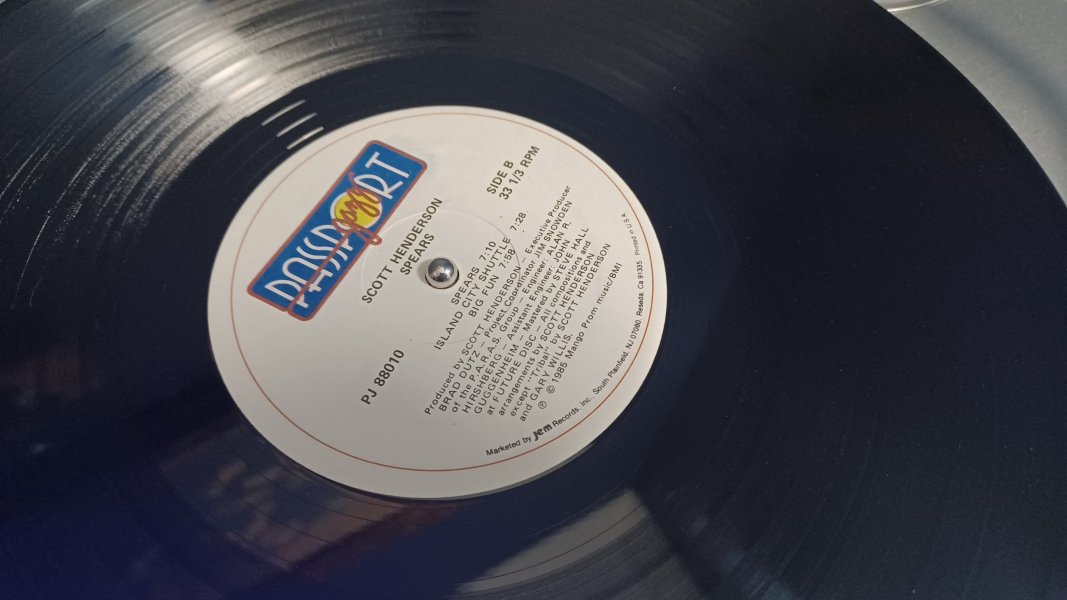 PASSPORT
jazz
SCOTT HENDERSON
SPEARS
SIDE B
33 1/3 RPM
PJ 88010
SPEARS 7:10
ISLAND CITY SHUTTLE 7:28
BIG FUN 7:58
Produced by SCOTT HENDERSON – Executive Producer
BRAD DUTZ – Project Coordinator JIM SNOWDEN
of the P.A.R.A.S. Group – Engineer: ALAN R.
HIRSHBERG – Assistant Engineer: JOHN
GUGGENHEIM – Mastered by STEVE HALL
at FUTURE DISC – All compositions and
arrangements by SCOTT HENDERSON
except "Tribal" by SCOTT HENDERSON
and GARY WILLIS.
℗ © 1985 Mango Prom music/BMI
Marketed by Jem Records, Inc., South Plainfield, NJ 07080, Reseda, Ca 91335 Printed in U.S.A.